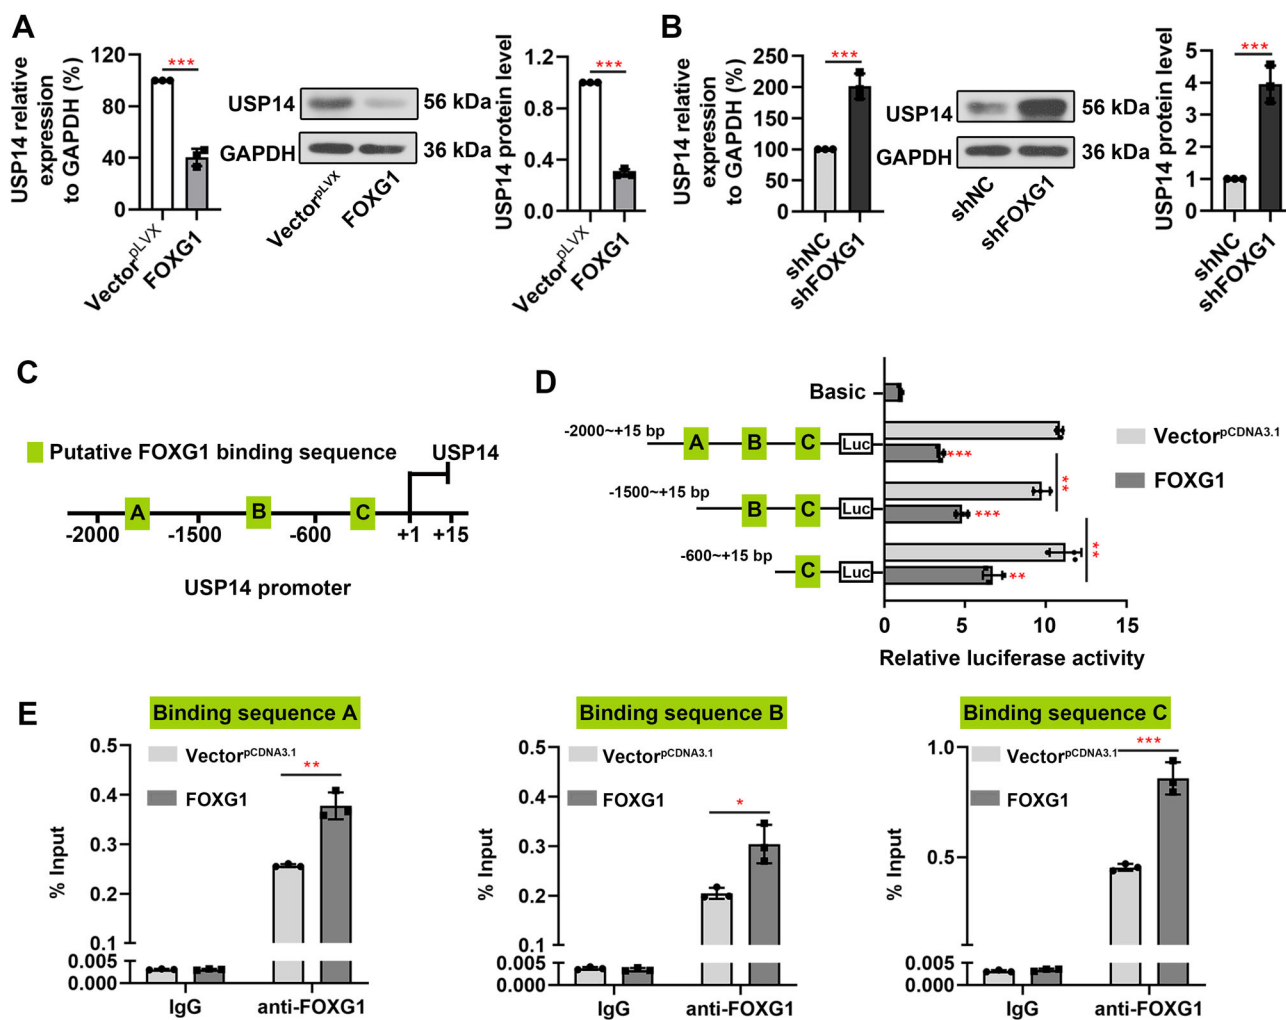 A
USP14 relative
expression
to GAPDH (%)
120
80
40
0
***
Vector^pLVX
FOXG1
USP14
GAPDH
56 kDa
36 kDa
Vector^pLVX
FOXG1
USP14 protein level
1.2
0.8
0.4
0.0
***
Vector^pLVX
FOXG1
B
USP14 relative
expression
to GAPDH (%)
250
200
150
100
50
0
***
shNC
shFOXG1
USP14
GAPDH
56 kDa
36 kDa
shNC
shFOXG1
USP14 protein level
5
4
3
2
1
0
***
shNC
shFOXG1
C
Putative FOXG1 binding sequence
USP14
A
B
C
-2000
-1500
-600
+1
+15
USP14 promoter
D
Basic
-2000~+15 bp
A
B
C
Luc
***
-1500~+15 bp
B
C
Luc
***
**
-600~+15 bp
C
Luc
**
**
0
5
10
15
Relative luciferase activity
Vector^pCDNA3.1
FOXG1
E
Binding sequence A
Vector^pCDNA3.1
FOXG1
% Input
0.5
0.4
0.3
0.2
0.1
0.005
0.000
**
IgG
anti-FOXG1
Binding sequence B
Vector^pCDNA3.1
FOXG1
% Input
0.5
0.4
0.3
0.2
0.1
0.005
0.000
*
IgG
anti-FOXG1
Binding sequence C
Vector^pCDNA3.1
FOXG1
% Input
1.0
0.5
0.005
0.000
***
IgG
anti-FOXG1